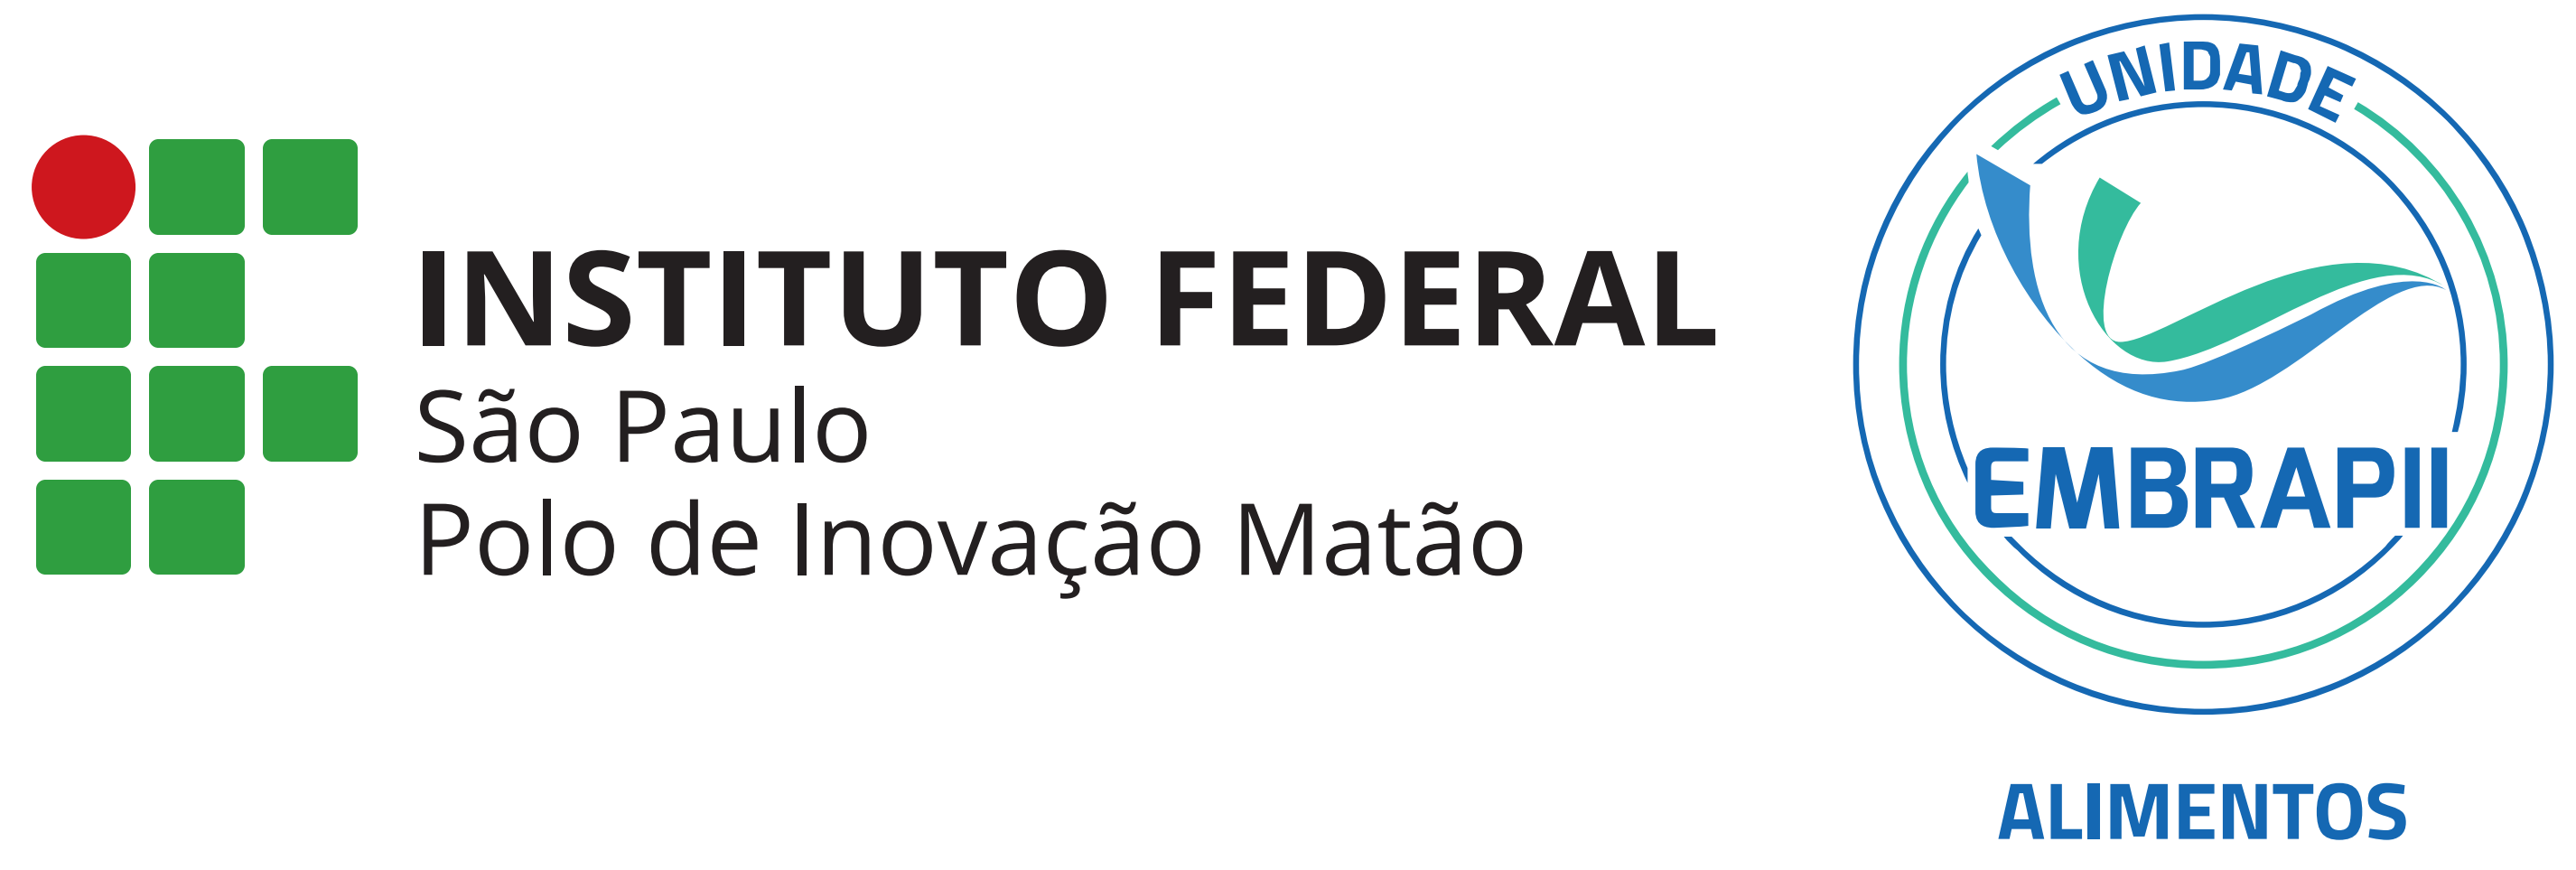 INSTITUTO FEDERAL
São Paulo
Polo de Inovação Matão
UNIDADE
EMBRAPII
ALIMENTOS